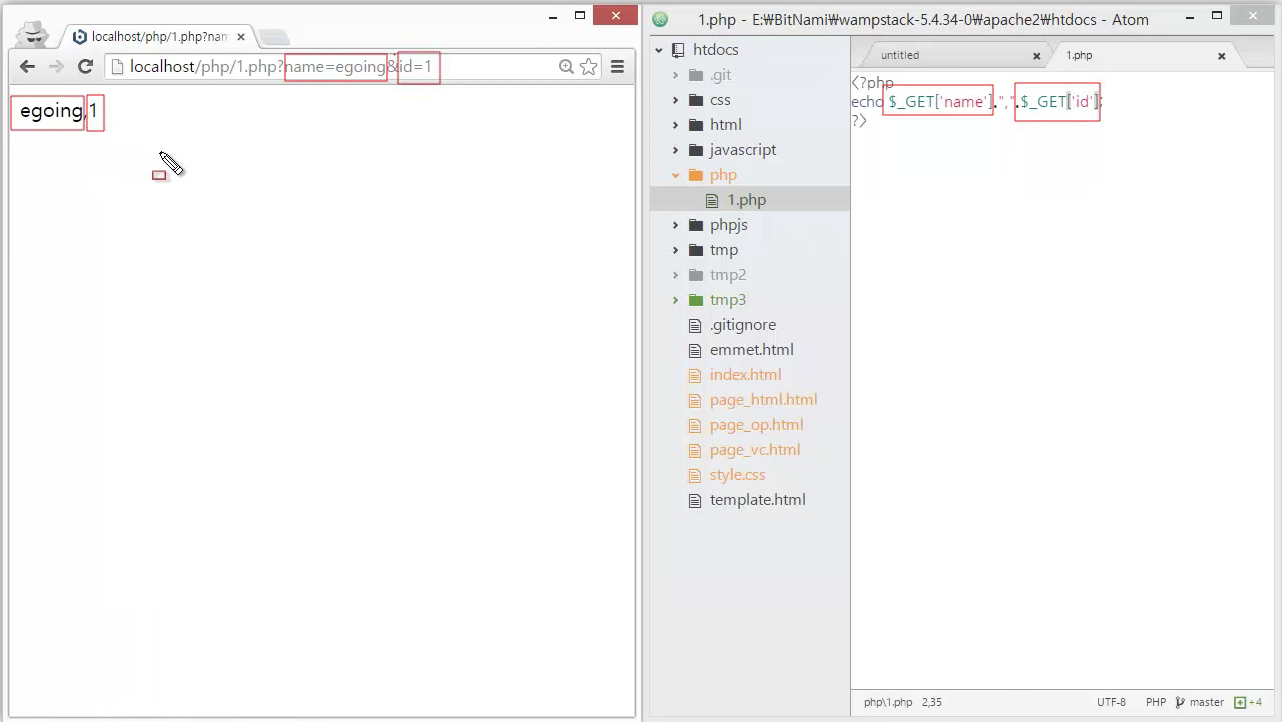 localhost/php/1.php?nam
localhost/php/1.php?name=egoing&id=1
egoing,1
1.php - E:₩BitNami₩wampstack-5.4.34-0₩apache2₩htdocs - Atom
htdocs
.git
css
html
javascript
php
1.php
phpjs
tmp
tmp2
tmp3
.gitignore
emmet.html
index.html
page_html.html
page_op.html
page_vc.html
style.css
template.html
untitled
1.php
<?php
echo $_GET['name'].",".$_GET['id'];
?>
php\1.php 2,35
UTF-8 PHP master +4